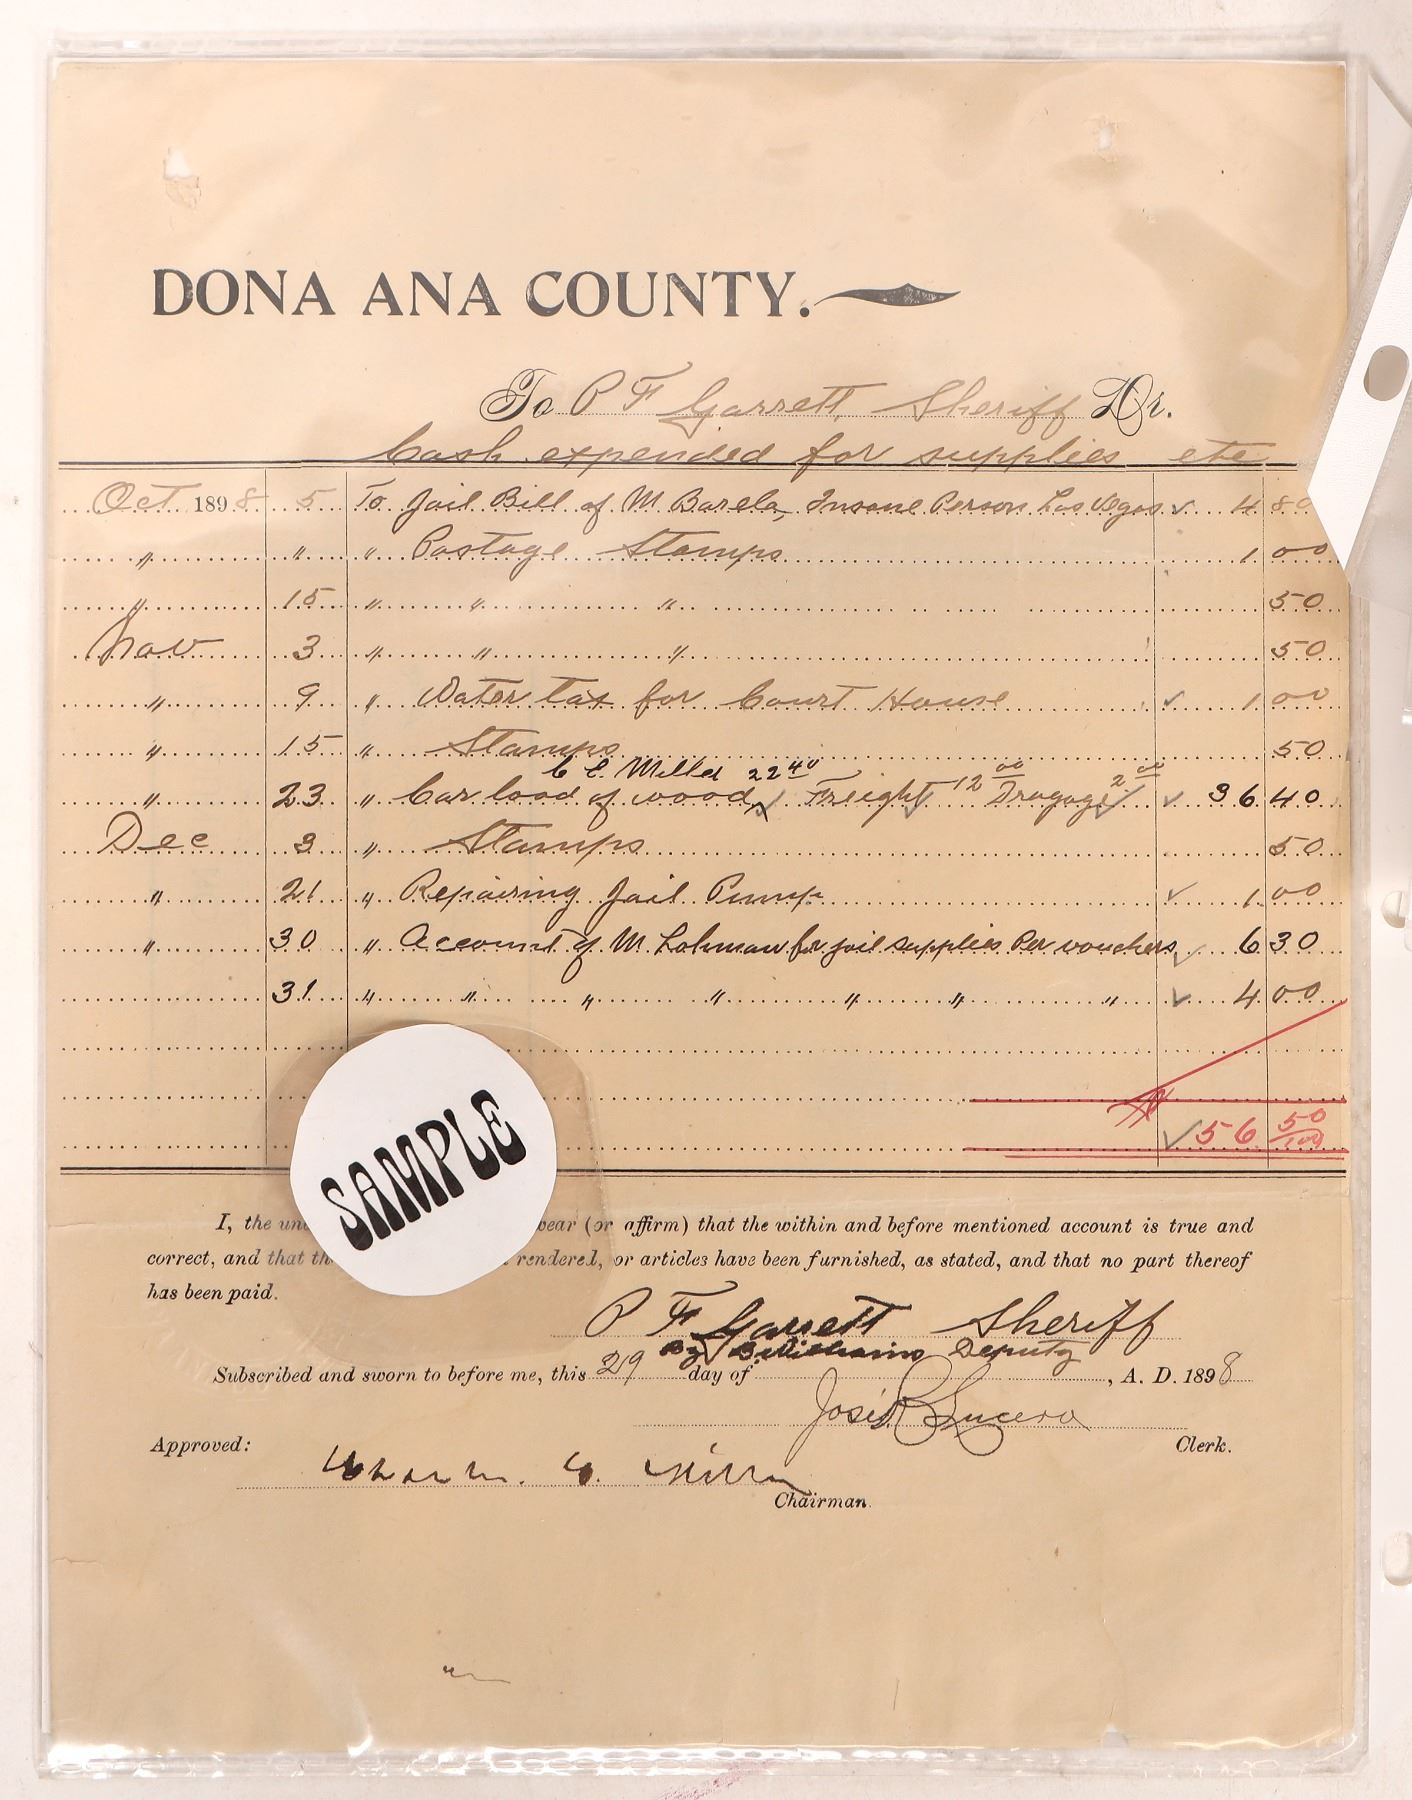 DONA ANA COUNTY.
To P F Garrett, Sheriff Dr.
Cash expended for supplies etc
Oct 1898 5 To Jail Bill of M Barela, Insane Person Las Vegas ✓ 4 80
" " " Postage Stamps 1 00
" 15 " " " 50
Nov 3 " " " 50
" 9 " Water tax for Court House ✓ 1 00
" 15 " Stamps 50
C E Miller 22 40
" 23 " Car load of wood ✓ Freight ✓ 12 00 Drayage ✓ 2 00 ✓ 36 40
Dec 3 " Stamps 50
" 21 " Repairing Jail Pump ✓ 1 00
" 30 " Account of M Lohman for jail supplies Per vouchers ✓ 6 30
31 " " " " " " " ✓ 4 00
✓ 56 50/100
SAMPLE
I, the (or affirm) that the within and before mentioned account is true and
correct, and that rendered, or articles have been furnished, as stated, and that no part thereof
has been paid.
P F Garrett Sheriff
By B Williams Deputy
Subscribed and sworn to before me, this 29 day of , A. D. 1898
José R Lucero
Clerk.
Approved:
Chairman.